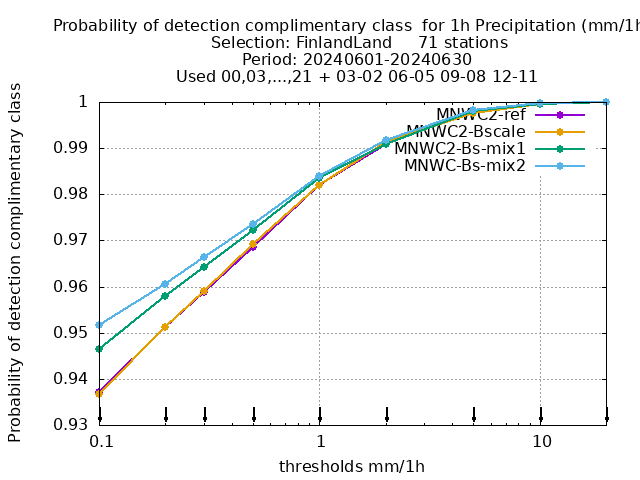 Probability of detection complimentary class  for 1h Precipitation (mm/1h
Selection: FinlandLand     71 stations
Period: 20240601-20240630
Used 00,03,...,21 + 03-02 06-05 09-08 12-11
Probability of detection complimentary class
1
0.99
0.98
0.97
0.96
0.95
0.94
0.93
MNWC2-ref
MNWC2-Bscale
MNWC2-Bs-mix1
MNWC-Bs-mix2
0.1
1
10
thresholds mm/1h